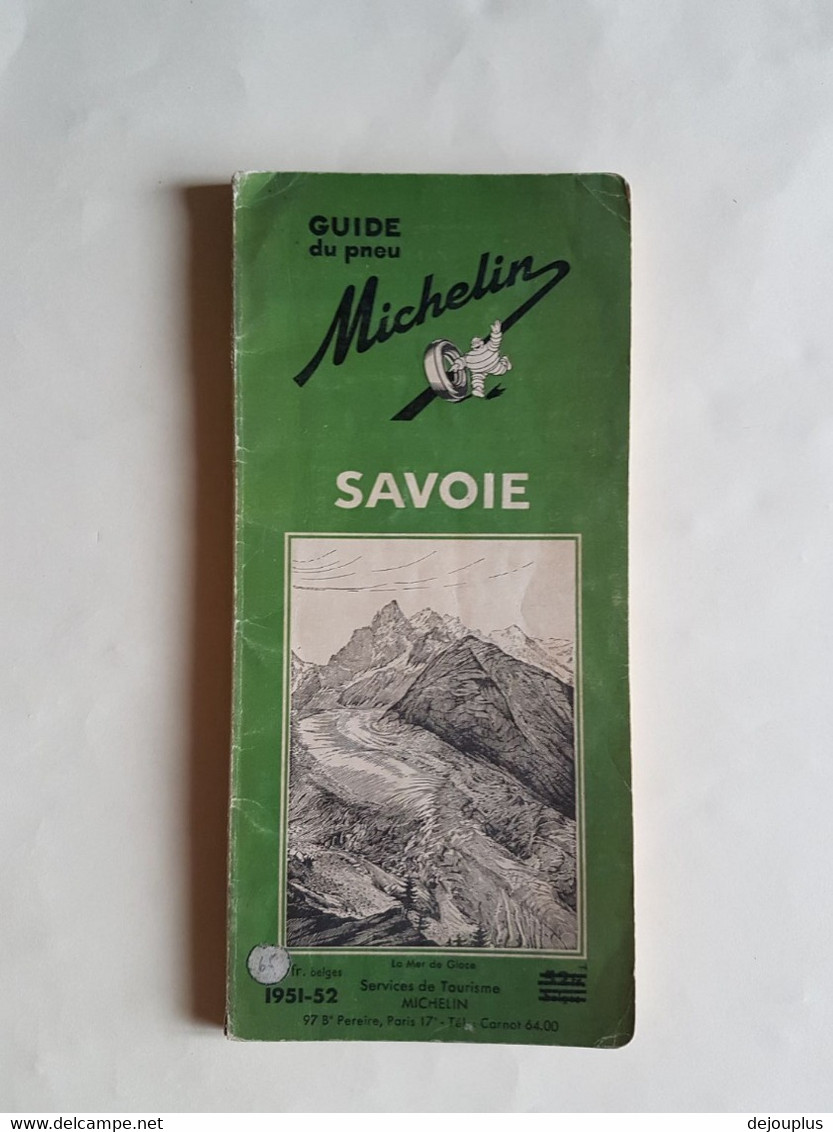 GUIDE
du pneu
Michelin
SAVOIE
La Mer de Glace
65
fr. belges
1951-52
Services de Tourisme
MICHELIN
97 Bd Pereire, Paris 17e - Tél. : Carnot 64.00
delcampe.net
dejouplus